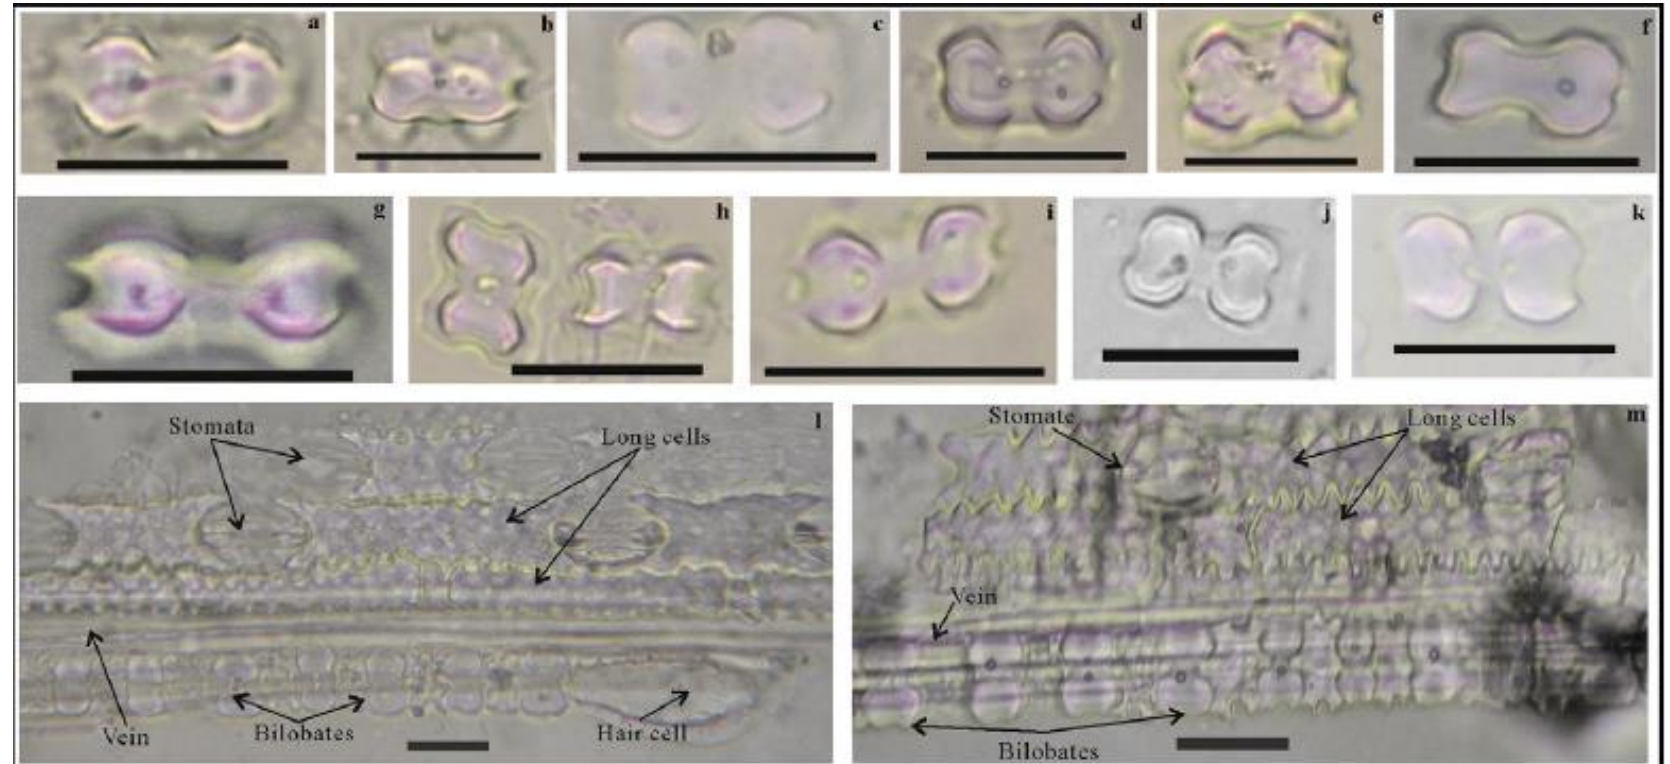 a
b
c
d
e
f
g
h
i
j
k
l
Stomata
Long cells
Vein
Bilobates
Hair cell
m
Stomate
Long cells
Vein
Bilobates